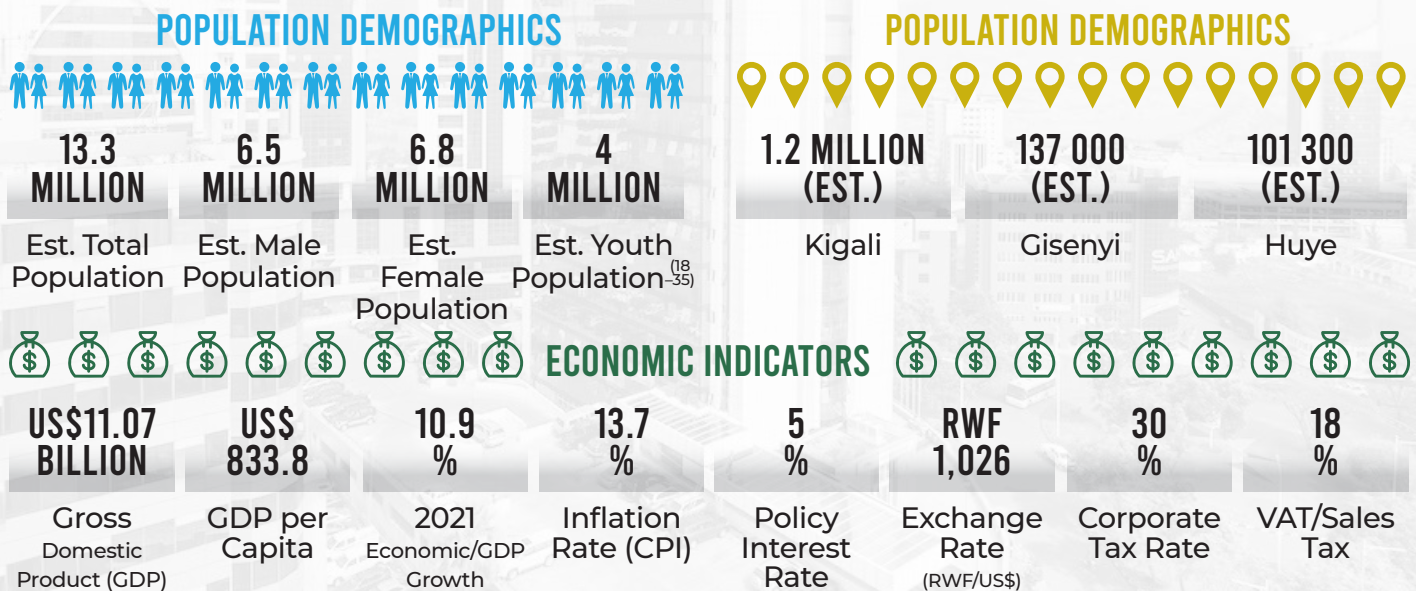 POPULATION DEMOGRAPHICS
13.3
MILLION
Est. Total
Population
6.5
MILLION
Est. Male
Population
6.8
MILLION
Est.
Female
Population
4
MILLION
Est. Youth
Population (18
–35)
POPULATION DEMOGRAPHICS
1.2 MILLION
(EST.)
Kigali
137 000
(EST.)
Gisenyi
101 300
(EST.)
Huye
ECONOMIC INDICATORS
US$11.07
BILLION
Gross
Domestic
Product (GDP)
US$
833.8
GDP per
Capita
10.9
%
2021
Economic/GDP
Growth
13.7
%
Inflation
Rate (CPI)
5
%
Policy
Interest
Rate
RWF
1,026
Exchange
Rate
(RWF/US$)
30
%
Corporate
Tax Rate
18
%
VAT/Sales
Tax